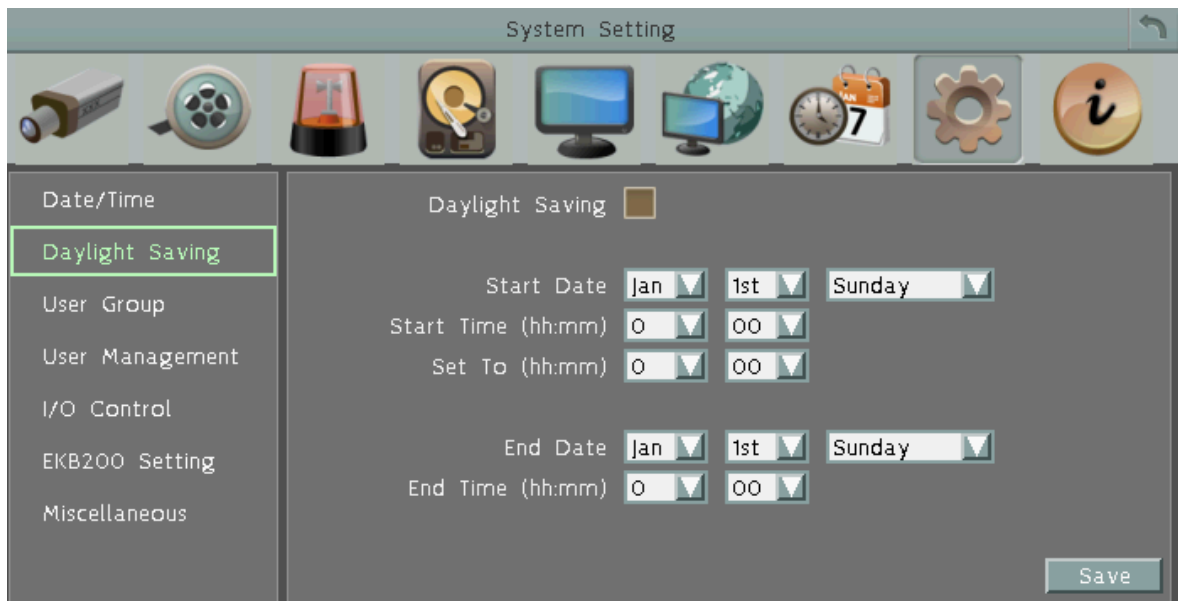 System Setting
JAN
7
i
Date/Time
Daylight Saving
User Group
User Management
I/O Control
EKB200 Setting
Miscellaneous
Daylight Saving
Start Date Jan 1st Sunday
Start Time (hh:mm) 0 00
Set To (hh:mm) 0 00
End Date Jan 1st Sunday
End Time (hh:mm) 0 00
Save